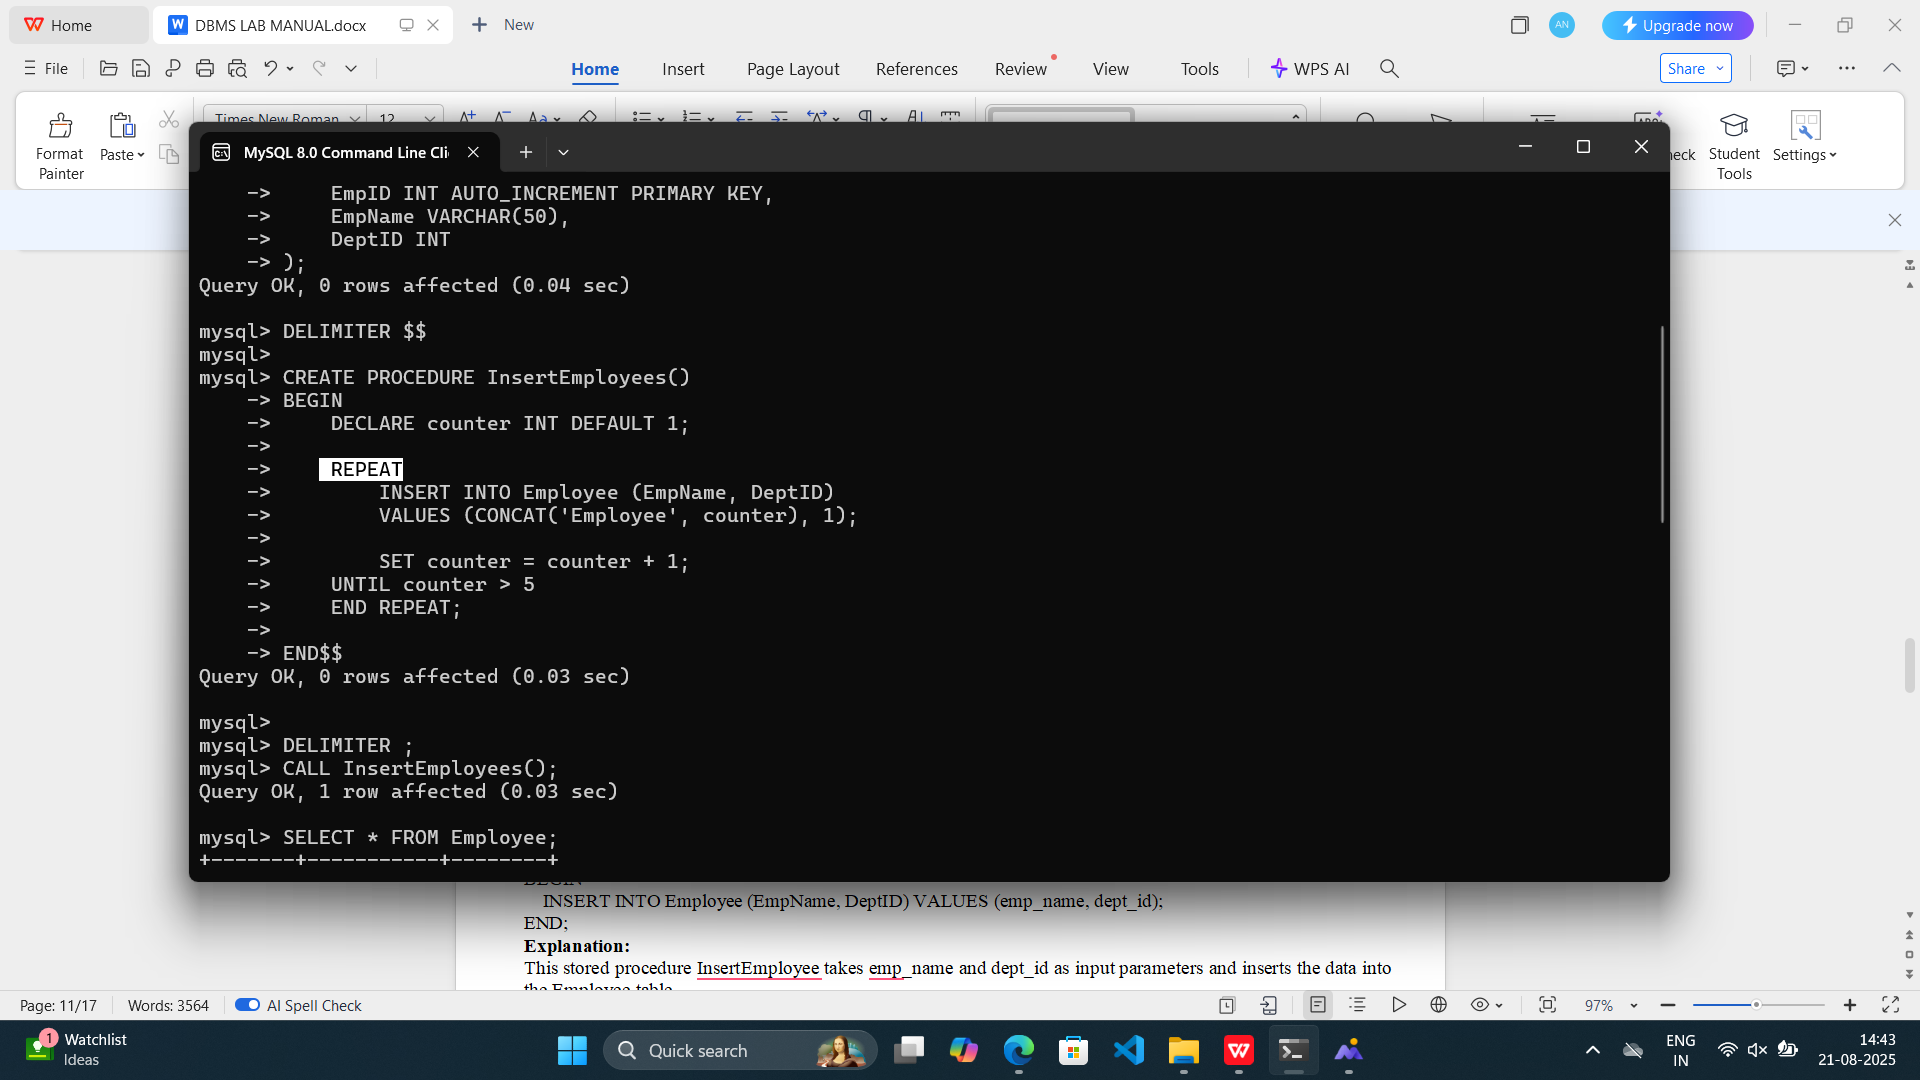 Home
DBMS LAB MANUAL.docx
New
AN
Upgrade now
File
Home
Insert
Page Layout
References
Review
View
Tools
WPS AI
Share
Format
Painter
Paste
Times New Roman
12
Student
Tools
Settings
MySQL 8.0 Command Line Cli
->     EmpID INT AUTO_INCREMENT PRIMARY KEY,
->     EmpName VARCHAR(50),
->     DeptID INT
-> );
Query OK, 0 rows affected (0.04 sec)
mysql> DELIMITER $$
mysql>
mysql> CREATE PROCEDURE InsertEmployees()
-> BEGIN
->     DECLARE counter INT DEFAULT 1;
->
->     REPEAT
->         INSERT INTO Employee (EmpName, DeptID)
->         VALUES (CONCAT('Employee', counter), 1);
->
->         SET counter = counter + 1;
->     UNTIL counter > 5
->     END REPEAT;
->
-> END$$
Query OK, 0 rows affected (0.03 sec)
mysql>
mysql> DELIMITER ;
mysql> CALL InsertEmployees();
Query OK, 1 row affected (0.03 sec)
mysql> SELECT * FROM Employee;
+-------+-----------+--------+
INSERT INTO Employee (EmpName, DeptID) VALUES (emp_name, dept_id);
END;
Explanation:
This stored procedure InsertEmployee takes emp_name and dept_id as input parameters and inserts the data into
Page: 11/17
Words: 3564
AI Spell Check
97%
1
Watchlist
Ideas
Quick search
ENG
IN
14:43
21-08-2025